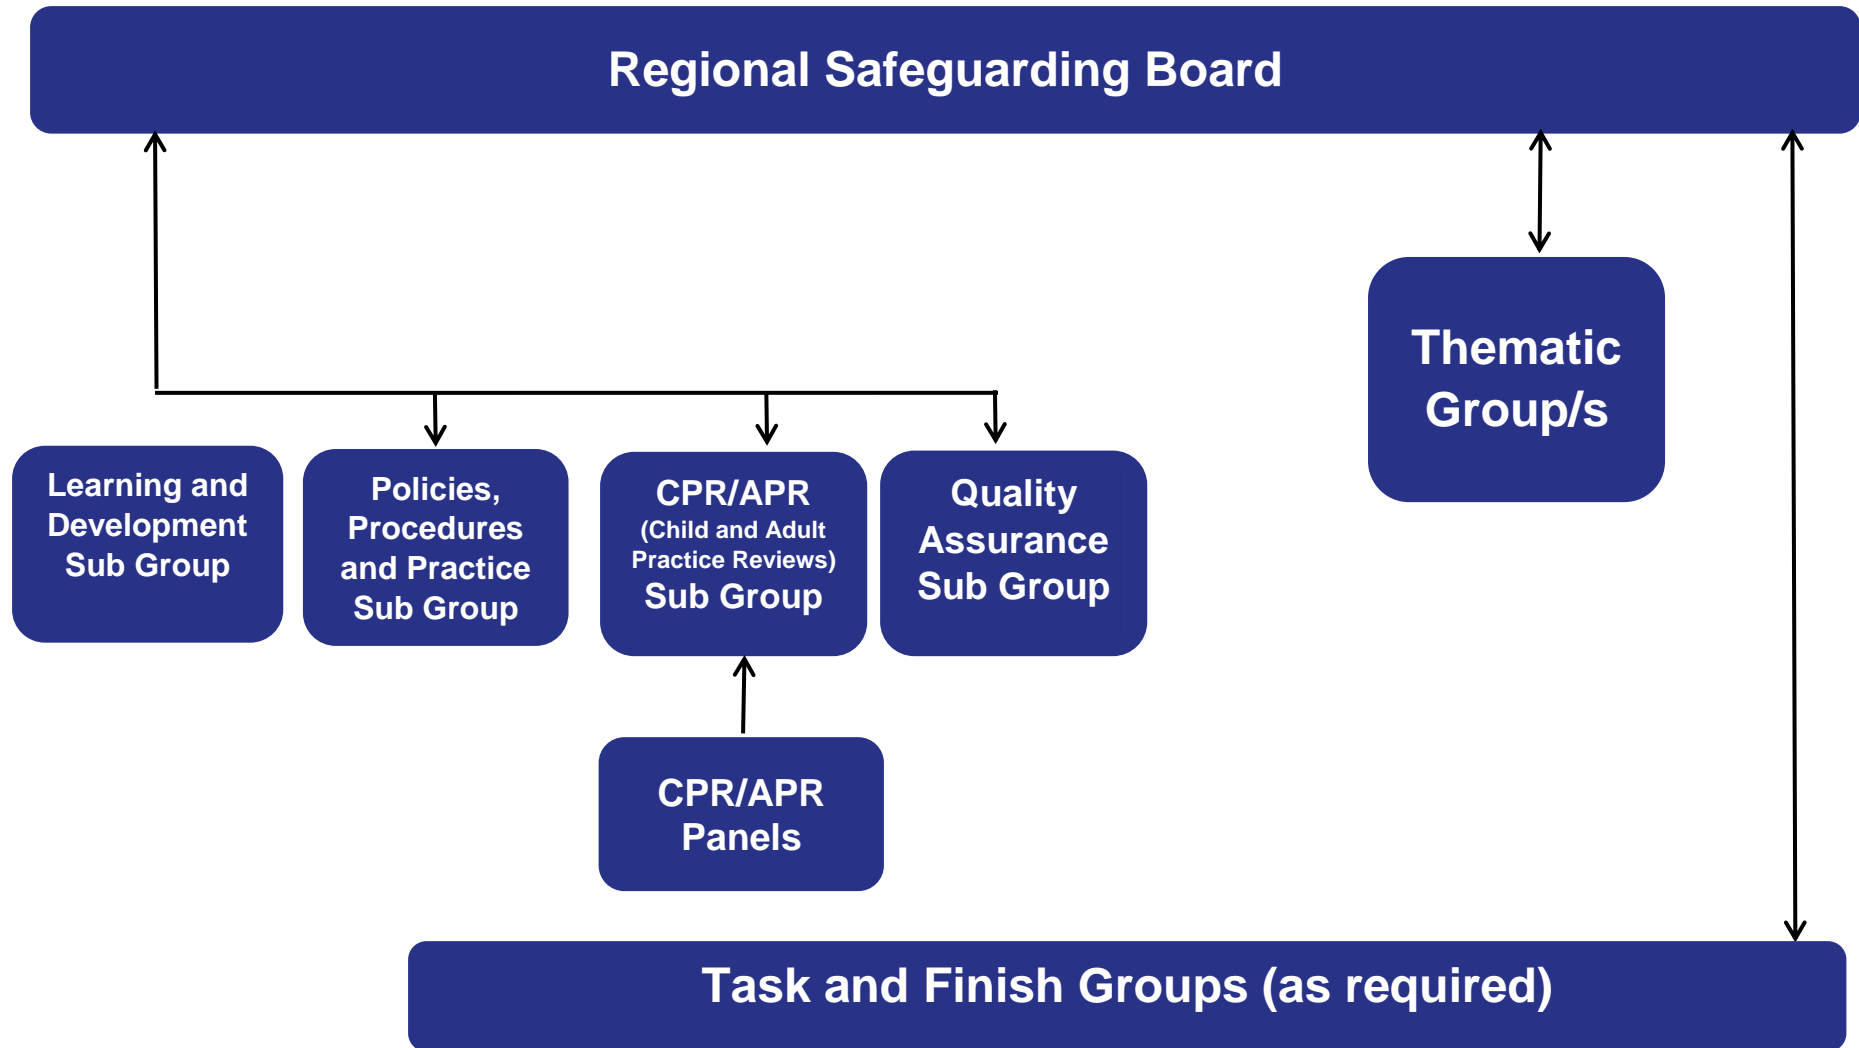 Regional Safeguarding Board
Thematic
Group/s
Learning and
Development
Sub Group
Policies,
Procedures
and Practice
Sub Group
CPR/APR
(Child and Adult
Practice Reviews)
Sub Group
Quality
Assurance
Sub Group
CPR/APR
Panels
Task and Finish Groups (as required)